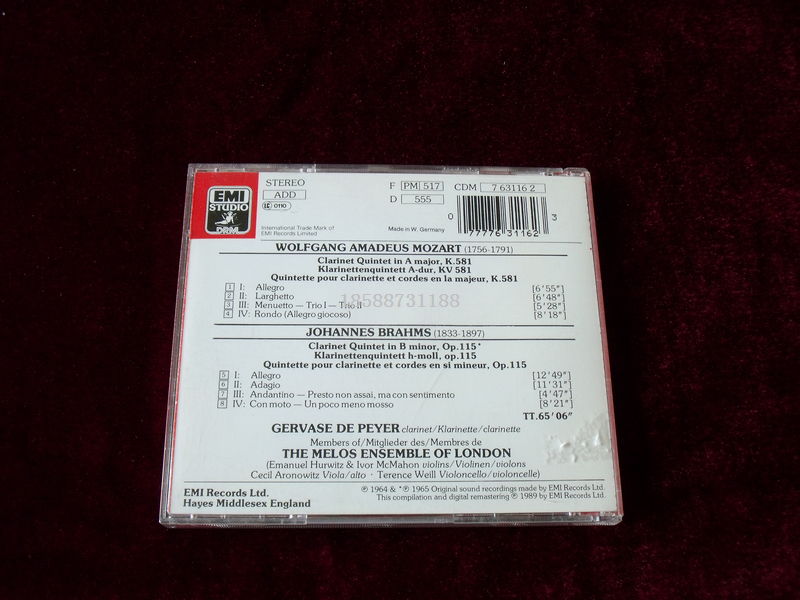 EMI
STUDIO
DRM
STEREO
ADD
0110
International Trade Mark of
EMI Records Limited
F PM 517 CDM 7 63116 2
D 555
Made in W. Germany
0 77776 31162 3
WOLFGANG AMADEUS MOZART (1756-1791)
Clarinet Quintet in A major, K.581
Klarinettenquintett A-dur, KV 581
Quintette pour clarinette et cordes en la majeur, K.581
1 I: Allegro [6'55"]
2 II: Larghetto [6'48"]
3 III: Menuetto — Trio I — Trio II [5'28"]
4 IV: Rondo (Allegro giocoso) [8'18"]
18588731188
JOHANNES BRAHMS (1833-1897)
Clarinet Quintet in B minor, Op.115*
Klarinettenquintett h-moll, op.115
Quintette pour clarinette et cordes en si mineur, Op.115
5 I: Allegro [12'49"]
6 II: Adagio [11'31"]
7 III: Andantino — Presto non assai, ma con sentimento [4'47"]
8 IV: Con moto — Un poco meno mosso [8'21"]
TT.65'06"
GERVASE DE PEYER clarinet/Klarinette/clarinette
Members of/Mitglieder des/Membres de
THE MELOS ENSEMBLE OF LONDON
(Emanuel Hurwitz & Ivor McMahon violins/Violinen/violons
Cecil Aronowitz Viola/alto · Terence Weill Violoncello/violoncelle)
EMI Records Ltd.
Hayes Middlesex England
℗ 1964 & *℗ 1965 Original sound recordings made by EMI Records Ltd.
This compilation and digital remastering ℗ 1989 by EMI Records Ltd.